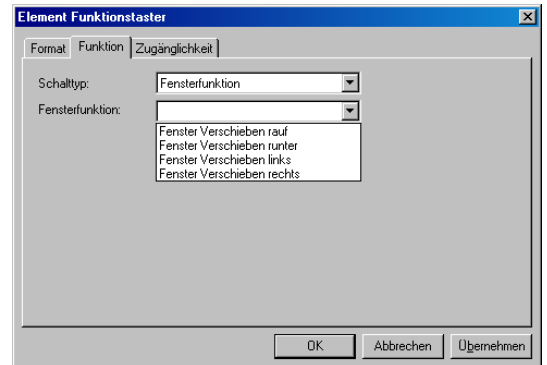 Element Funktionstaster
Format Funktion Zugänglichkeit
Schalttyp: Fensterfunktion
Fensterfunktion:
Fenster Verschieben rauf
Fenster Verschieben runter
Fenster Verschieben links
Fenster Verschieben rechts
OK Abbrechen Übernehmen